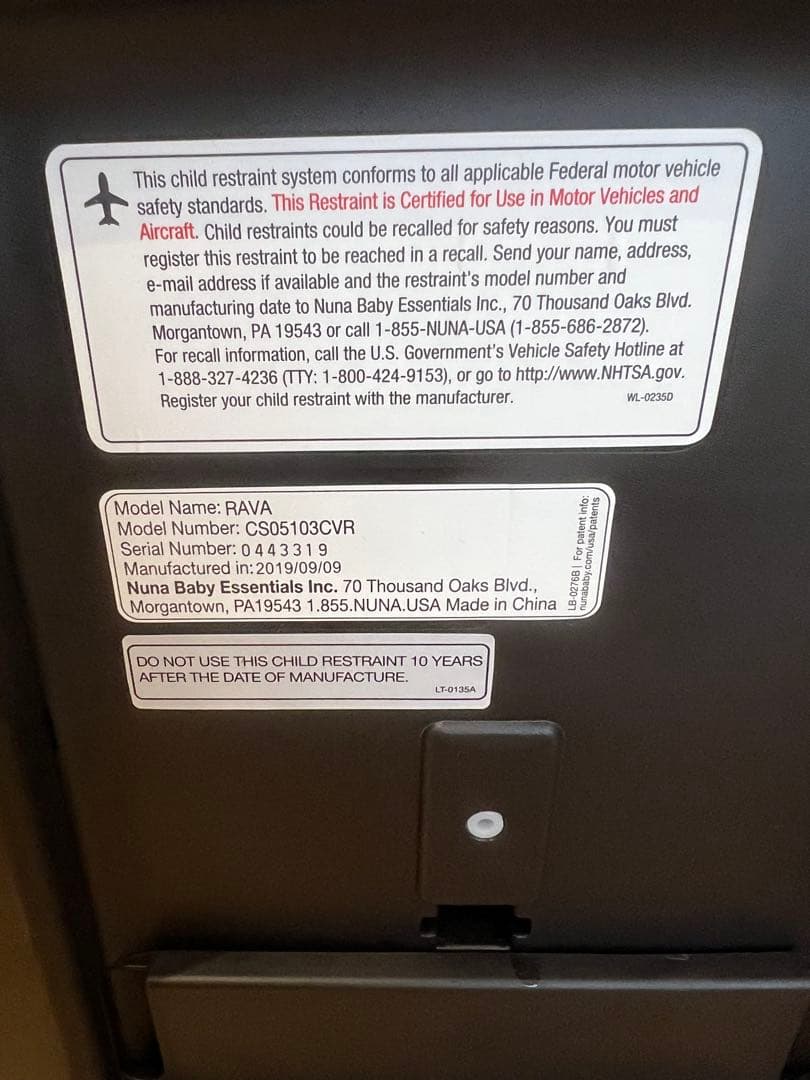 This child restraint system conforms to all applicable Federal motor vehicle
safety standards. This Restraint is Certified for Use in Motor Vehicles and
Aircraft. Child restraints could be recalled for safety reasons. You must
register this restraint to be reached in a recall. Send your name, address,
e-mail address if available and the restraint's model number and
manufacturing date to Nuna Baby Essentials Inc., 70 Thousand Oaks Blvd.
Morgantown, PA 19543 or call 1-855-NUNA-USA (1-855-686-2872).
For recall information, call the U.S. Government's Vehicle Safety Hotline at
1-888-327-4236 (TTY: 1-800-424-9153), or go to http://www.NHTSA.gov.
Register your child restraint with the manufacturer. WL-0235D
Model Name: RAVA
Model Number: CS05103CVR
Serial Number: 0443319
Manufactured in: 2019/09/09
Nuna Baby Essentials Inc. 70 Thousand Oaks Blvd.,
Morgantown, PA19543 1.855.NUNA.USA Made in China
LB-0276B | For patent info:
nunababy.com/usa/patents
DO NOT USE THIS CHILD RESTRAINT 10 YEARS
AFTER THE DATE OF MANUFACTURE.
LT-0135A